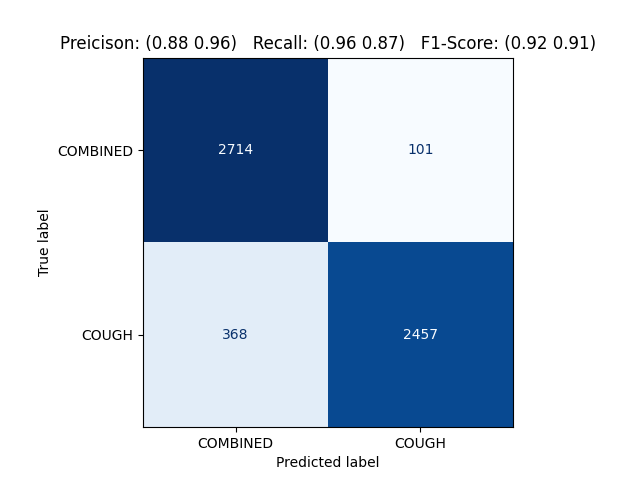 Preicison: (0.88 0.96)   Recall: (0.96 0.87)   F1-Score: (0.92 0.91)
COMBINED
2714
101
True label
COUGH
368
2457
COMBINED
COUGH
Predicted label